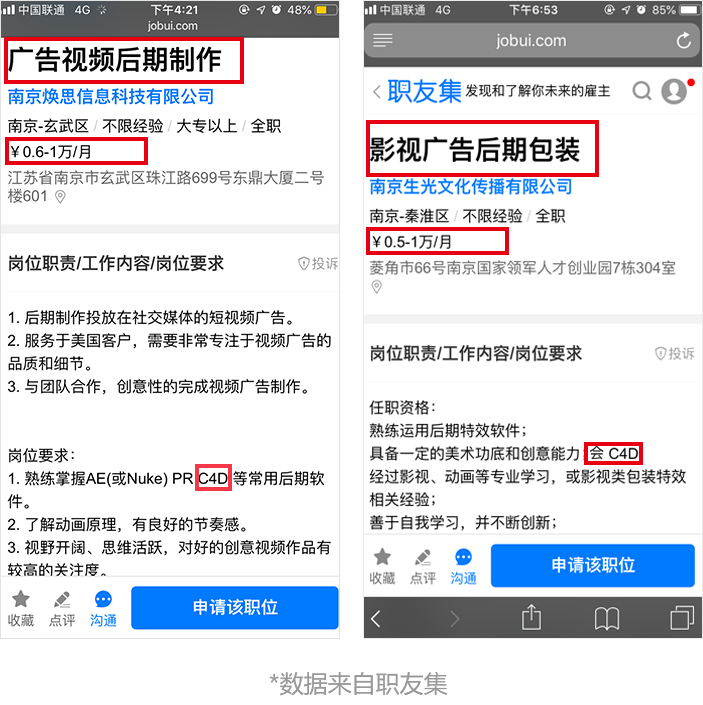 中国联通 4G 下午4:21 48%
jobui.com
广告视频后期制作
南京焕思信息科技有限公司
南京-玄武区 / 不限经验 / 大专以上 / 全职
￥0.6-1万/月
江苏省南京市玄武区珠江路699号东鼎大厦二号
楼601
岗位职责/工作内容/岗位要求 投诉
1. 后期制作投放在社交媒体的短视频广告。
2. 服务于美国客户，需要非常专注于视频广告的
品质和细节。
3. 与团队合作，创意性的完成视频广告制作。
岗位要求：
1. 熟练掌握AE(或Nuke) PR C4D 等常用后期软
件。
2. 了解动画原理，有良好的节奏感。
3. 视野开阔、思维活跃，对好的创意视频作品有
较高的关注度。
收藏 点评 沟通 申请该职位
中国联通 4G 下午6:53 85%
jobui.com
职友集 发现和了解你未来的雇主
影视广告后期包装
南京生光文化传播有限公司
南京-秦淮区 / 不限经验 / 全职
￥0.5-1万/月
菱角市66号南京国家领军人才创业园7栋304室
岗位职责/工作内容/岗位要求 投诉
任职资格：
熟练运用后期特效软件；
具备一定的美术功底和创意能力；会 C4D
经过影视、动画等专业学习，或影视类包装特效
相关经验；
善于自我学习，并不断创新；
收藏 点评 沟通 申请该职位
*数据来自职友集